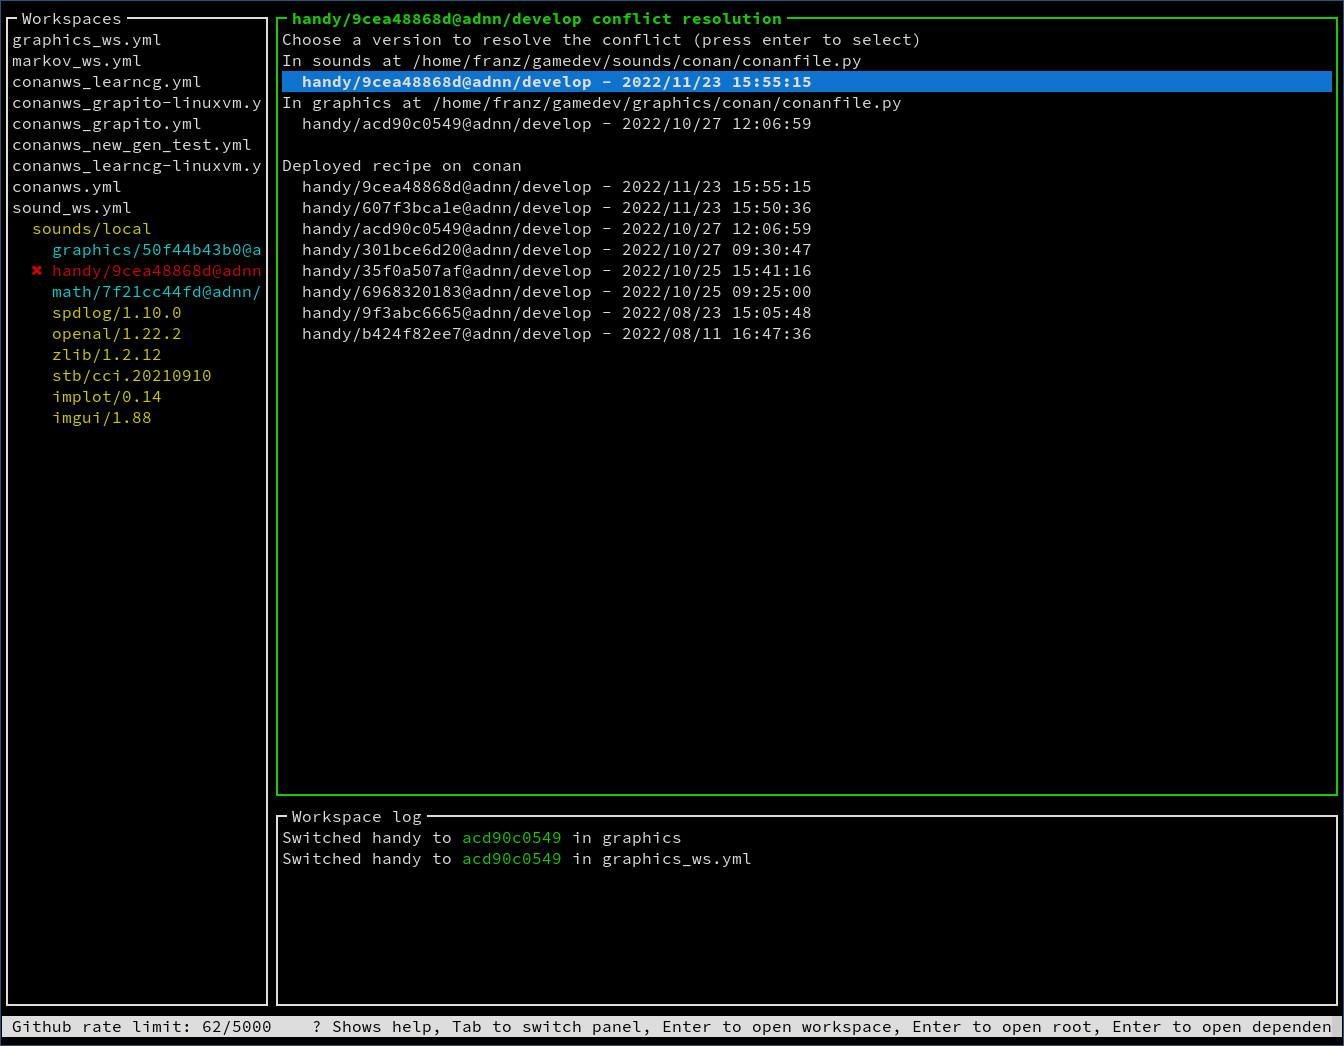 Workspaces
graphics_ws.yml
markov_ws.yml
conanws_learncg.yml
conanws_grapito-linuxvm.y
conanws_grapito.yml
conanws_new_gen_test.yml
conanws_learncg-linuxvm.y
conanws.yml
sound_ws.yml
sounds/local
graphics/50f44b43b0@a
✖ handy/9cea48868d@adnn
math/7f21cc44fd@adnn/
spdlog/1.10.0
openal/1.22.2
zlib/1.2.12
stb/cci.20210910
implot/0.14
imgui/1.88
handy/9cea48868d@adnn/develop conflict resolution
Choose a version to resolve the conflict (press enter to select)
In sounds at /home/franz/gamedev/sounds/conan/conanfile.py
handy/9cea48868d@adnn/develop - 2022/11/23 15:55:15
In graphics at /home/franz/gamedev/graphics/conan/conanfile.py
handy/acd90c0549@adnn/develop - 2022/10/27 12:06:59
Deployed recipe on conan
handy/9cea48868d@adnn/develop - 2022/11/23 15:55:15
handy/607f3bca1e@adnn/develop - 2022/11/23 15:50:36
handy/acd90c0549@adnn/develop - 2022/10/27 12:06:59
handy/301bce6d20@adnn/develop - 2022/10/27 09:30:47
handy/35f0a507af@adnn/develop - 2022/10/25 15:41:16
handy/6968320183@adnn/develop - 2022/10/25 09:25:00
handy/9f3abc6665@adnn/develop - 2022/08/23 15:05:48
handy/b424f82ee7@adnn/develop - 2022/08/11 16:47:36
Workspace log
Switched handy to acd90c0549 in graphics
Switched handy to acd90c0549 in graphics_ws.yml
Github rate limit: 62/5000    ? Shows help, Tab to switch panel, Enter to open workspace, Enter to open root, Enter to open dependen